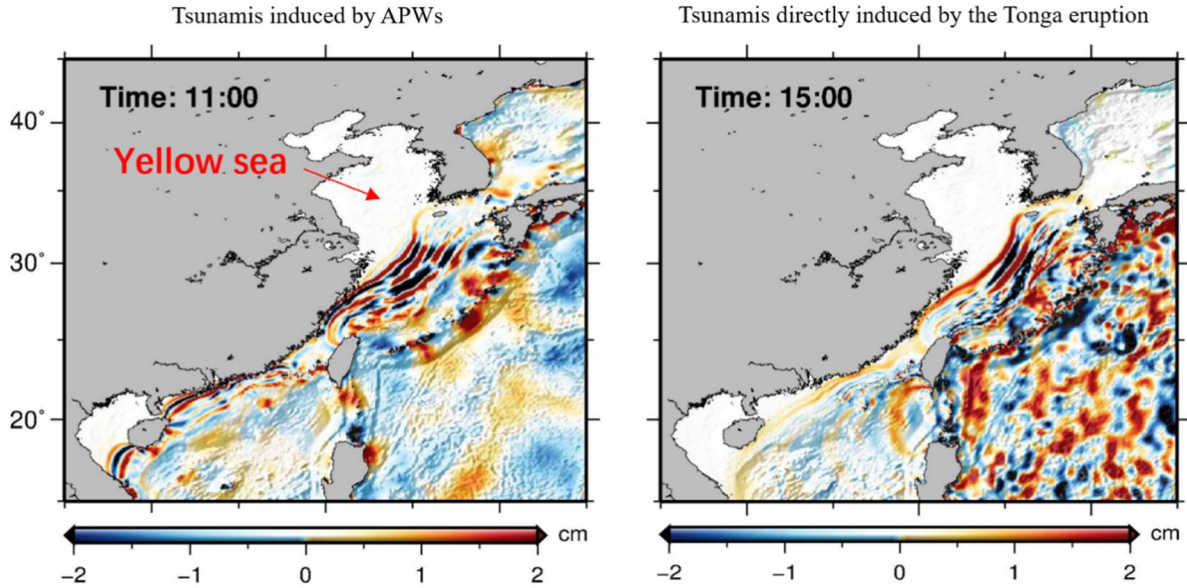 Tsunamis induced by APWs
Tsunamis directly induced by the Tonga eruption
Time: 11:00
Yellow sea
Time: 15:00
40°
30°
20°
-2 -1 0 1 2 cm
-2 -1 0 1 2 cm